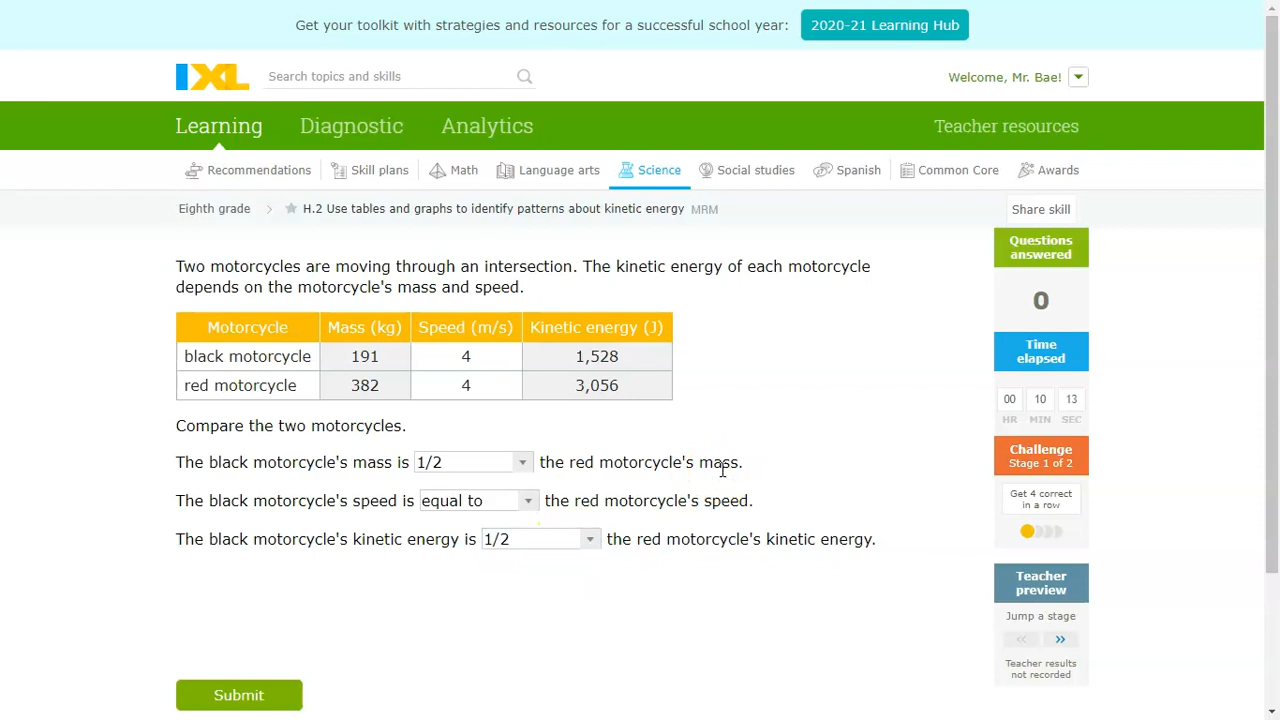 Get your toolkit with strategies and resources for a successful school year: 2020-21 Learning Hub
IXL Search topics and skills Welcome, Mr. Bae!
Learning Diagnostic Analytics Teacher resources
Recommendations Skill plans Math Language arts Science Social studies Spanish Common Core Awards
Eighth grade > H.2 Use tables and graphs to identify patterns about kinetic energy MRM Share skill
Two motorcycles are moving through an intersection. The kinetic energy of each motorcycle
depends on the motorcycle's mass and speed.
Motorcycle Mass (kg) Speed (m/s) Kinetic energy (J)
black motorcycle 191 4 1,528
red motorcycle 382 4 3,056
Compare the two motorcycles.
The black motorcycle's mass is 1/2 the red motorcycle's mass.
The black motorcycle's speed is equal to the red motorcycle's speed.
The black motorcycle's kinetic energy is 1/2 the red motorcycle's kinetic energy.
Submit
Questions
answered
0
Time
elapsed
00 10 13
HR MIN SEC
Challenge
Stage 1 of 2
Get 4 correct
in a row
Teacher
preview
Jump a stage
« »
Teacher results
not recorded